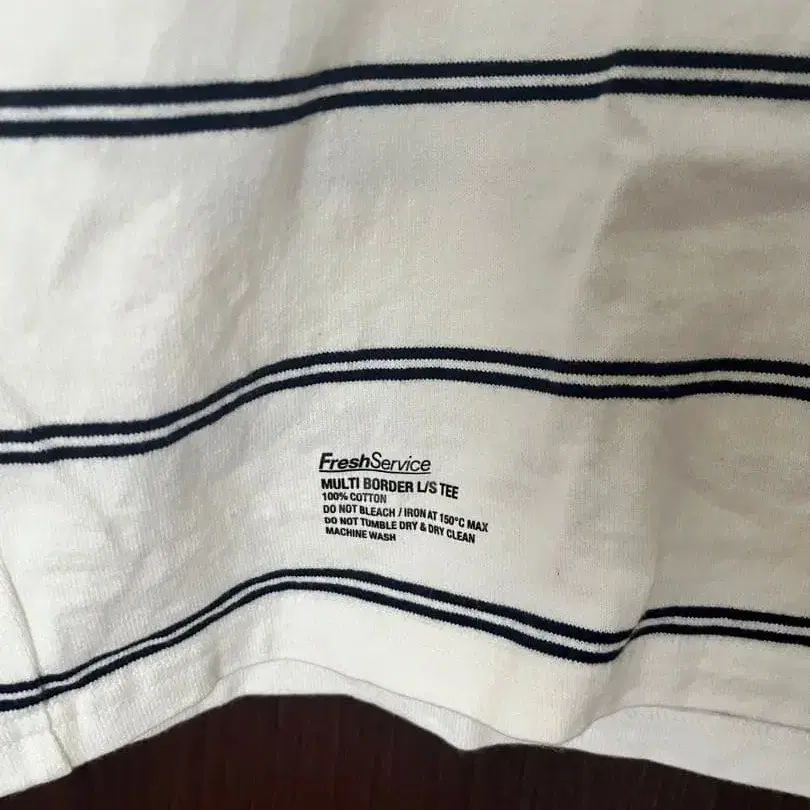 FreshService
MULTI BORDER L/S TEE
100% COTTON
DO NOT BLEACH / IRON AT 150°C MAX
DO NOT TUMBLE DRY & DRY CLEAN
MACHINE WASH